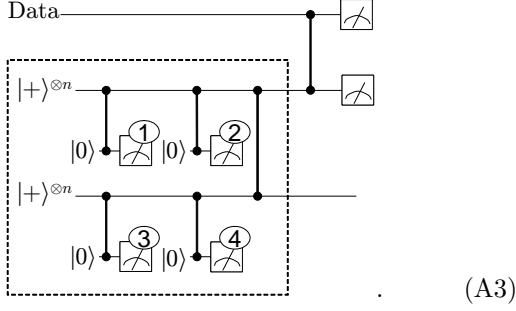 Data
|+⟩⊗n
1 2
|0⟩ |0⟩
|+⟩⊗n
3 4
|0⟩ |0⟩
. (A3)